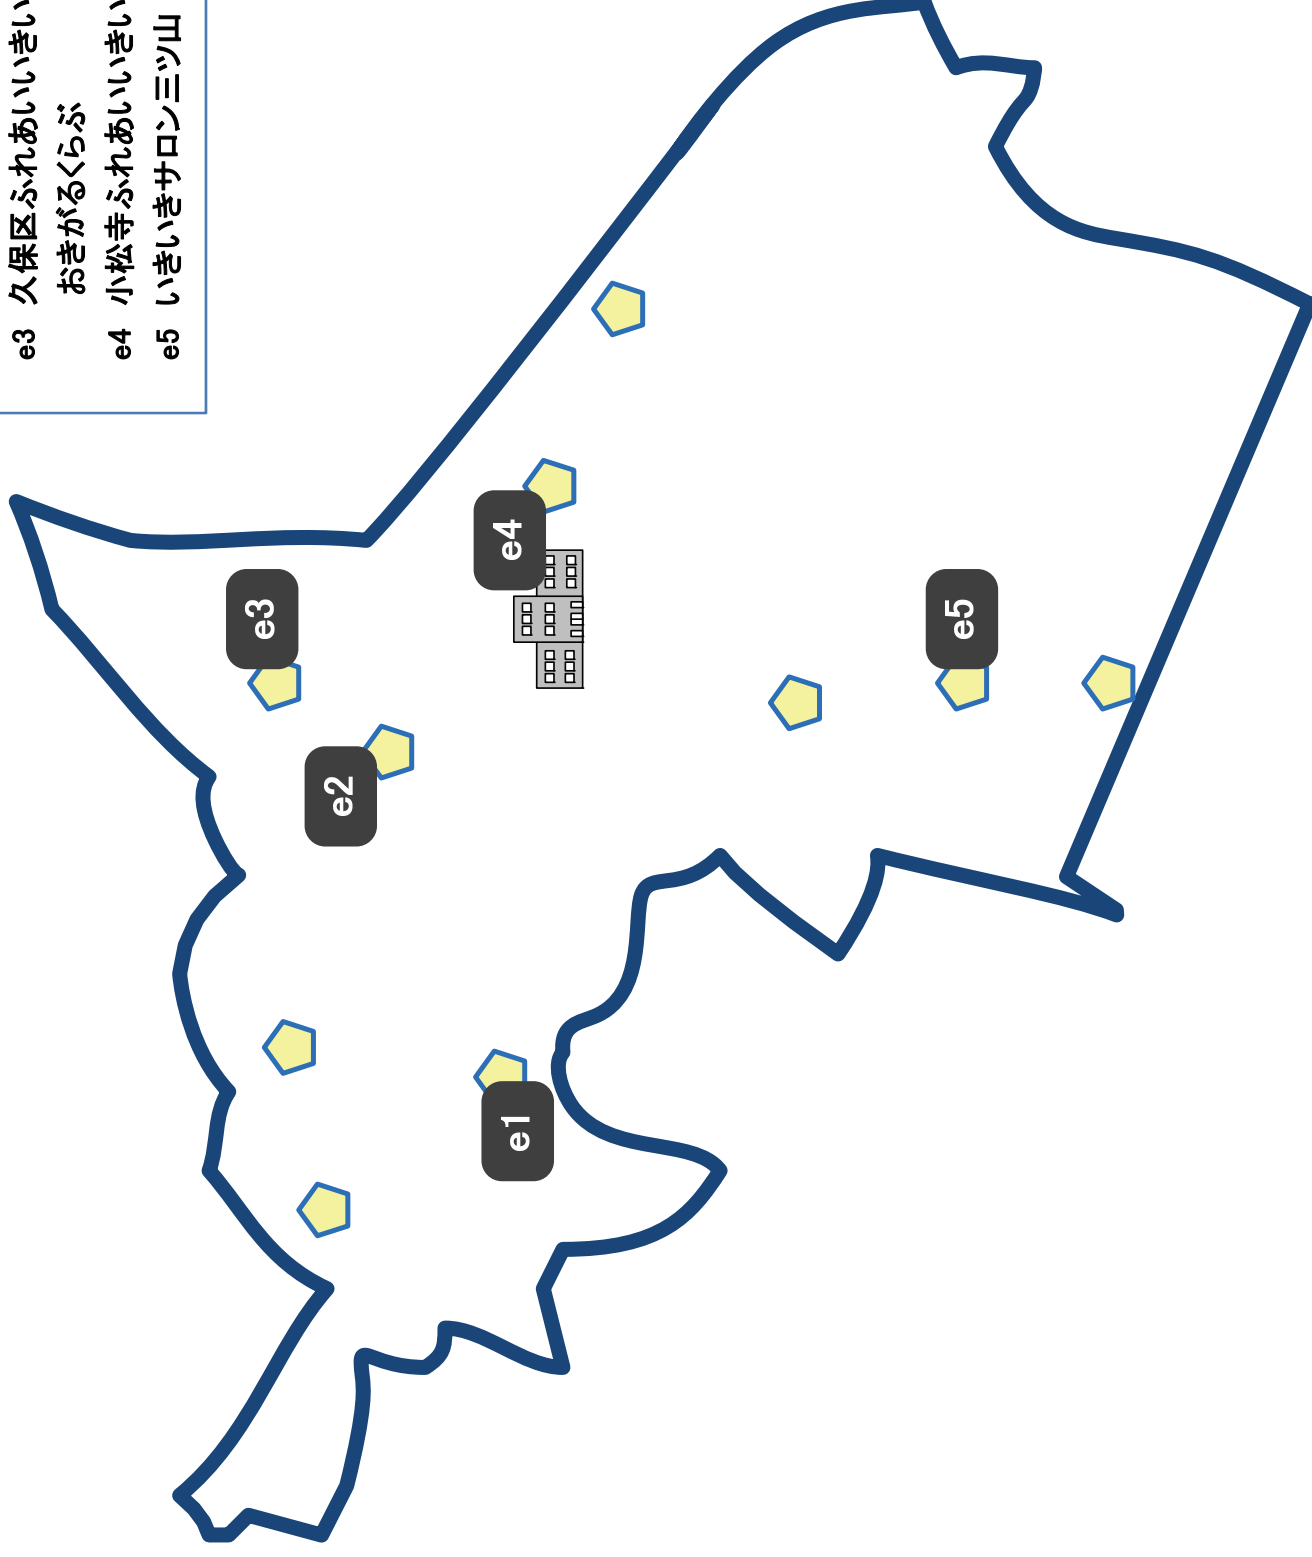 e3 久保区ふれあいいきい
おきがるくらぶ
e4 小松寺ふれあいいきい
e5 いきいきサロン三ツ山
e3
e4
e5
e2
e1